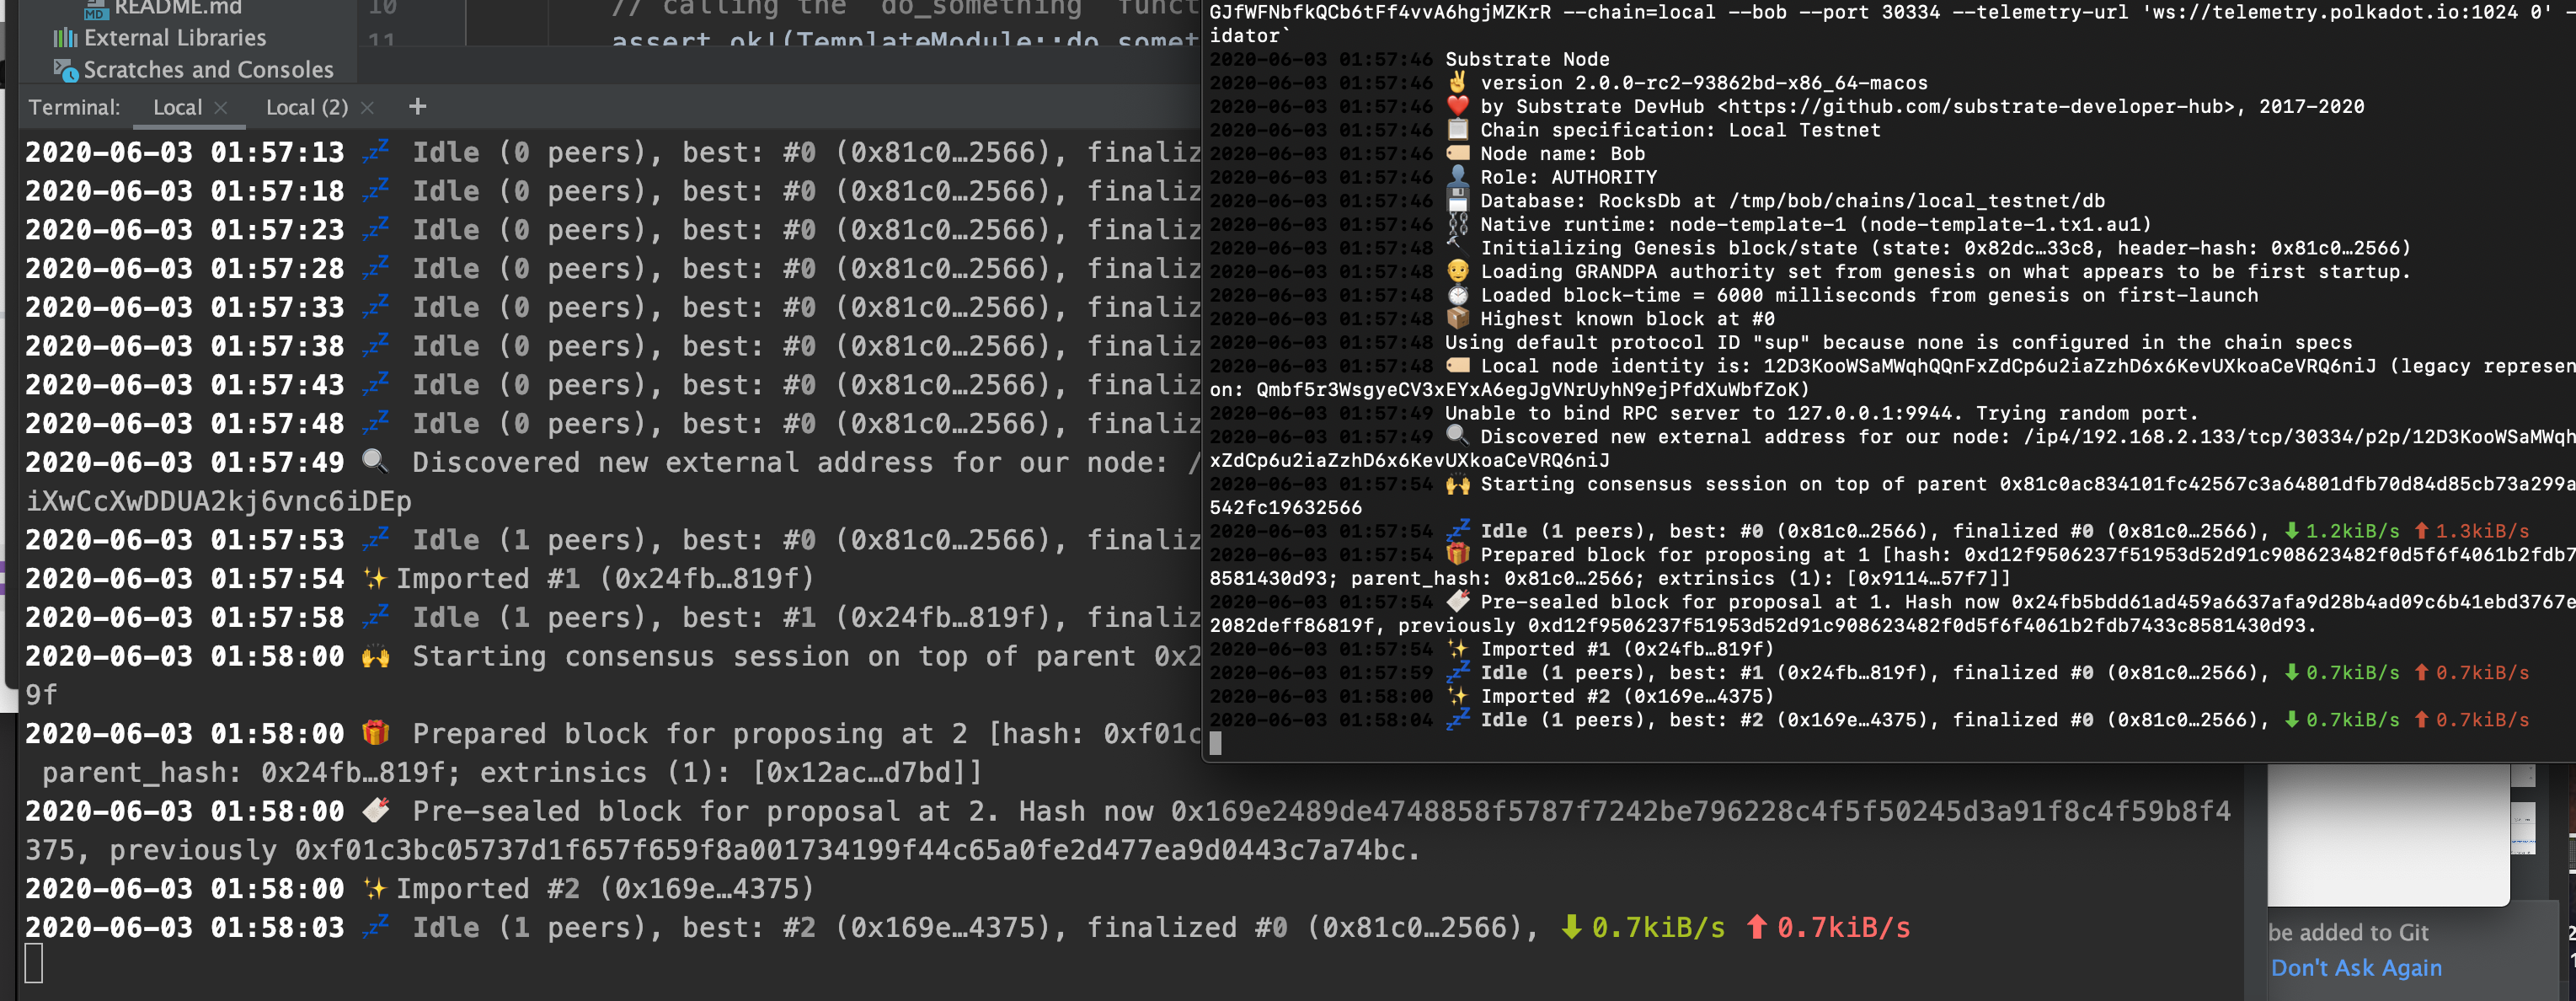 README.md
External Libraries
Scratches and Consoles
10 // calling the `do_something` funct
11 assert_ok!(TemplateModule::do_somet
Terminal: Local × Local (2) × +
2020-06-03 01:57:13 💤 Idle (0 peers), best: #0 (0x81c0…2566), finaliz
2020-06-03 01:57:18 💤 Idle (0 peers), best: #0 (0x81c0…2566), finaliz
2020-06-03 01:57:23 💤 Idle (0 peers), best: #0 (0x81c0…2566), finaliz
2020-06-03 01:57:28 💤 Idle (0 peers), best: #0 (0x81c0…2566), finaliz
2020-06-03 01:57:33 💤 Idle (0 peers), best: #0 (0x81c0…2566), finaliz
2020-06-03 01:57:38 💤 Idle (0 peers), best: #0 (0x81c0…2566), finaliz
2020-06-03 01:57:43 💤 Idle (0 peers), best: #0 (0x81c0…2566), finaliz
2020-06-03 01:57:48 💤 Idle (0 peers), best: #0 (0x81c0…2566), finaliz
2020-06-03 01:57:49 🔍 Discovered new external address for our node: /
iXwCcXwDDUA2kj6vnc6iDEp
2020-06-03 01:57:53 💤 Idle (1 peers), best: #0 (0x81c0…2566), finaliz
2020-06-03 01:57:54 ✨ Imported #1 (0x24fb…819f)
2020-06-03 01:57:58 💤 Idle (1 peers), best: #1 (0x24fb…819f), finaliz
2020-06-03 01:58:00 🙌 Starting consensus session on top of parent 0x2
9f
2020-06-03 01:58:00 🎁 Prepared block for proposing at 2 [hash: 0xf01c
parent_hash: 0x24fb…819f; extrinsics (1): [0x12ac…d7bd]]
2020-06-03 01:58:00 🔖 Pre-sealed block for proposal at 2. Hash now 0x169e2489de4748858f5787f7242be796228c4f5f50245d3a91f8c4f59b8f4
375, previously 0xf01c3bc05737d1f657f659f8a001734199f44c65a0fe2d477ea9d0443c7a74bc.
2020-06-03 01:58:00 ✨ Imported #2 (0x169e…4375)
2020-06-03 01:58:03 💤 Idle (1 peers), best: #2 (0x169e…4375), finalized #0 (0x81c0…2566), ⬇ 0.7kiB/s ⬆ 0.7kiB/s
GJfWFNbfkQCb6tFf4vvA6hgjMZKrR --chain=local --bob --port 30334 --telemetry-url 'ws://telemetry.polkadot.io:1024 0' -
idator`
2020-06-03 01:57:46 Substrate Node
2020-06-03 01:57:46 ✌️ version 2.0.0-rc2-93862bd-x86_64-macos
2020-06-03 01:57:46 ❤️ by Substrate DevHub <https://github.com/substrate-developer-hub>, 2017-2020
2020-06-03 01:57:46 📋 Chain specification: Local Testnet
2020-06-03 01:57:46 🏷 Node name: Bob
2020-06-03 01:57:46 👤 Role: AUTHORITY
2020-06-03 01:57:46 💾 Database: RocksDb at /tmp/bob/chains/local_testnet/db
2020-06-03 01:57:46 ⛓ Native runtime: node-template-1 (node-template-1.tx1.au1)
2020-06-03 01:57:48 🔨 Initializing Genesis block/state (state: 0x82dc…33c8, header-hash: 0x81c0…2566)
2020-06-03 01:57:48 👴 Loading GRANDPA authority set from genesis on what appears to be first startup.
2020-06-03 01:57:48 ⏱ Loaded block-time = 6000 milliseconds from genesis on first-launch
2020-06-03 01:57:48 📦 Highest known block at #0
2020-06-03 01:57:48 Using default protocol ID "sup" because none is configured in the chain specs
2020-06-03 01:57:48 🏷 Local node identity is: 12D3KooWSaMWqhQQnFxZdCp6u2iaZzhD6x6KevUXkoaCeVRQ6niJ (legacy represen
on: Qmbf5r3WsgyeCV3xEYxA6egJgVNrUyhN9ejPfdXuWbfZoK)
2020-06-03 01:57:49 Unable to bind RPC server to 127.0.0.1:9944. Trying random port.
2020-06-03 01:57:49 🔍 Discovered new external address for our node: /ip4/192.168.2.133/tcp/30334/p2p/12D3KooWSaMWqh
xZdCp6u2iaZzhD6x6KevUXkoaCeVRQ6niJ
2020-06-03 01:57:54 🙌 Starting consensus session on top of parent 0x81c0ac834101fc42567c3a64801dfb70d84d85cb73a299a
542fc19632566
2020-06-03 01:57:54 💤 Idle (1 peers), best: #0 (0x81c0…2566), finalized #0 (0x81c0…2566), ⬇ 1.2kiB/s ⬆ 1.3kiB/s
2020-06-03 01:57:54 🎁 Prepared block for proposing at 1 [hash: 0xd12f9506237f51953d52d91c908623482f0d5f6f4061b2fdb7
8581430d93; parent_hash: 0x81c0…2566; extrinsics (1): [0x9114…57f7]]
2020-06-03 01:57:54 🔖 Pre-sealed block for proposal at 1. Hash now 0x24fb5bdd61ad459a6637afa9d28b4ad09c6b41ebd3767e
2082deff86819f, previously 0xd12f9506237f51953d52d91c908623482f0d5f6f4061b2fdb7433c8581430d93.
2020-06-03 01:57:54 ✨ Imported #1 (0x24fb…819f)
2020-06-03 01:57:59 💤 Idle (1 peers), best: #1 (0x24fb…819f), finalized #0 (0x81c0…2566), ⬇ 0.7kiB/s ⬆ 0.7kiB/s
2020-06-03 01:58:00 ✨ Imported #2 (0x169e…4375)
2020-06-03 01:58:04 💤 Idle (1 peers), best: #2 (0x169e…4375), finalized #0 (0x81c0…2566), ⬇ 0.7kiB/s ⬆ 0.7kiB/s
be added to Git
Don't Ask Again